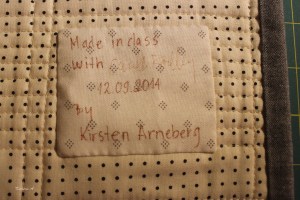 Made in class
with
12.09.2014
by
Kirsten Arneberg